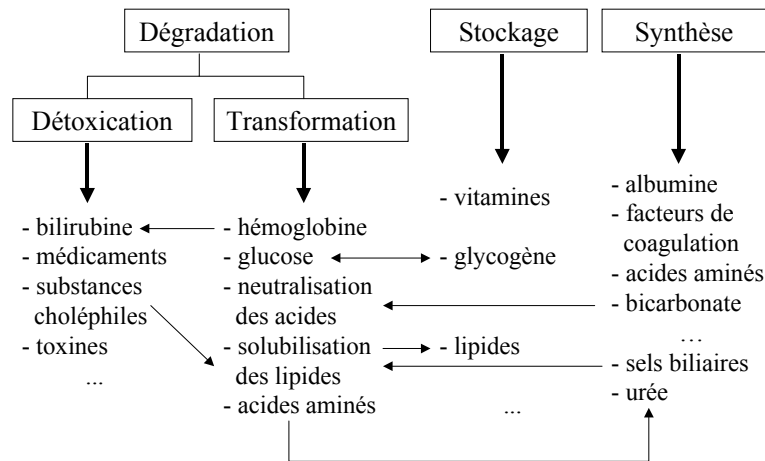 Dégradation
Stockage
Synthèse
Détoxication
Transformation
- bilirubine
- médicaments
- substances
choléphiles
- toxines
...
- hémoglobine
- glucose
- neutralisation
des acides
- solubilisation
des lipides
- acides aminés
- vitamines
- glycogène
- lipides
...
- albumine
- facteurs de
coagulation
- acides aminés
- bicarbonate
...
- sels biliaires
- urée